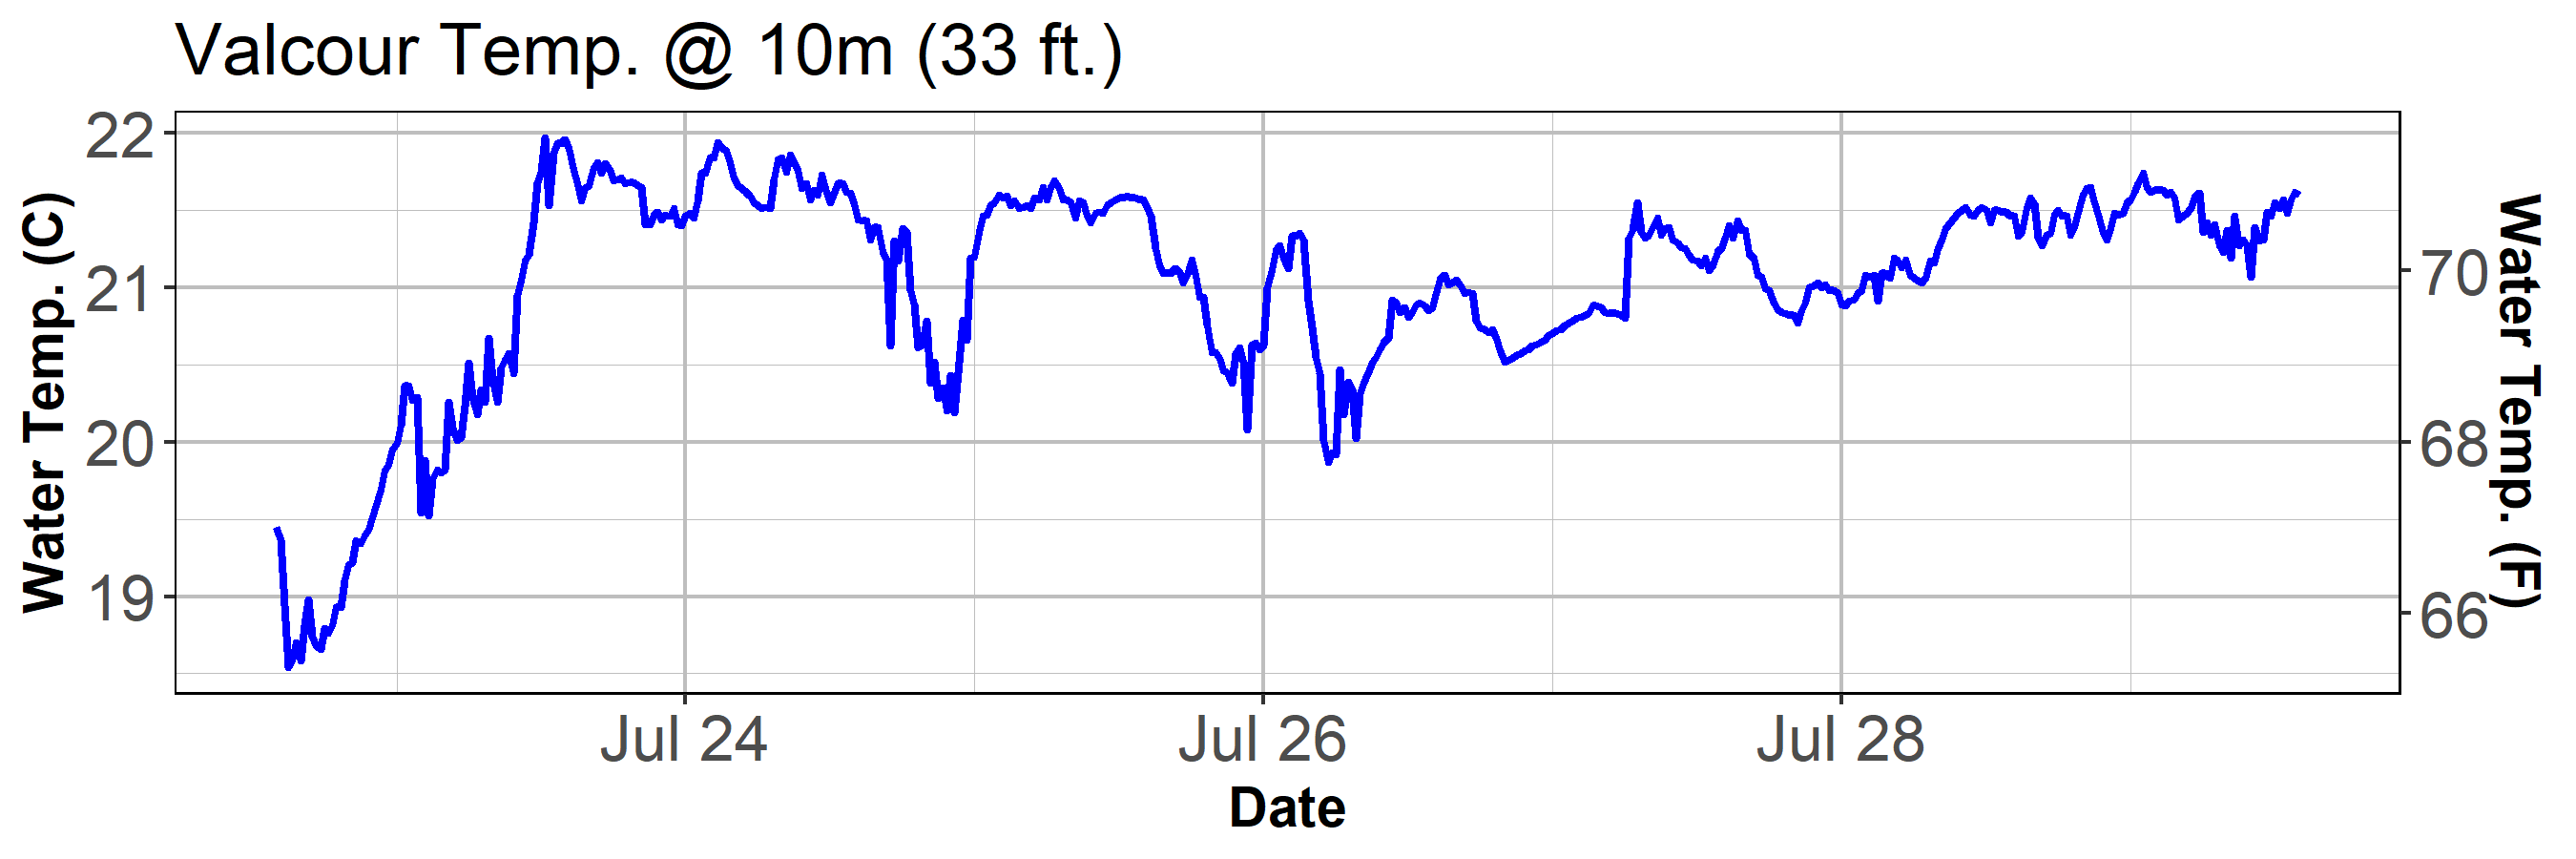 Valcour Temp. @ 10m (33 ft.)
Water Temp. (C)
22
21
20
19
70
68
66
Water Temp. (F)
Jul 24 Jul 26 Jul 28
Date